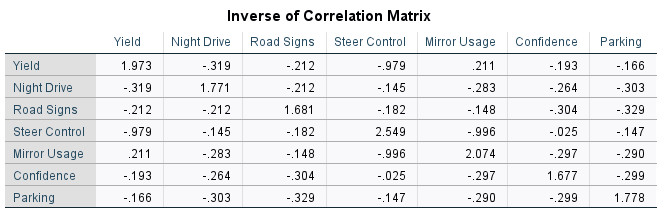 Inverse of Correlation Matrix
Yield Night Drive Road Signs Steer Control Mirror Usage Confidence Parking
Yield 1.973 -.319 -.212 -.979 .211 -.193 -.166
Night Drive -.319 1.771 -.212 -.145 -.283 -.264 -.303
Road Signs -.212 -.212 1.681 -.182 -.148 -.304 -.329
Steer Control -.979 -.145 -.182 2.549 -.996 -.025 -.147
Mirror Usage .211 -.283 -.148 -.996 2.074 -.297 -.290
Confidence -.193 -.264 -.304 -.025 -.297 1.677 -.299
Parking -.166 -.303 -.329 -.147 -.290 -.299 1.778